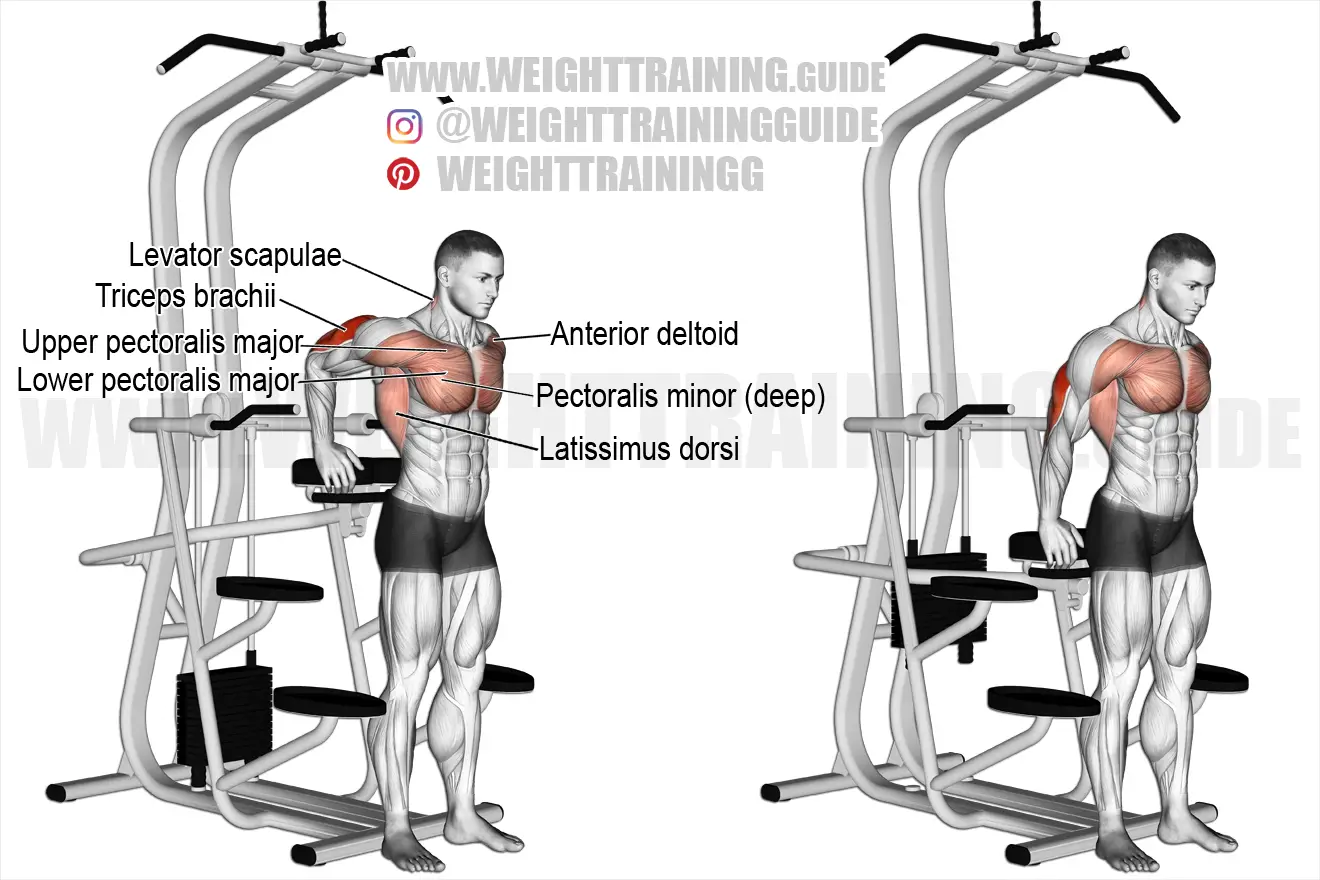 WWW.WEIGHTTRAINING.GUIDE
@WEIGHTTRAININGGUIDE
WEIGHTTRAININGG
Levator scapulae
Triceps brachii
Upper pectoralis major
Lower pectoralis major
Anterior deltoid
Pectoralis minor (deep)
Latissimus dorsi
WWW.WEIGHTTRAINING.GUIDE